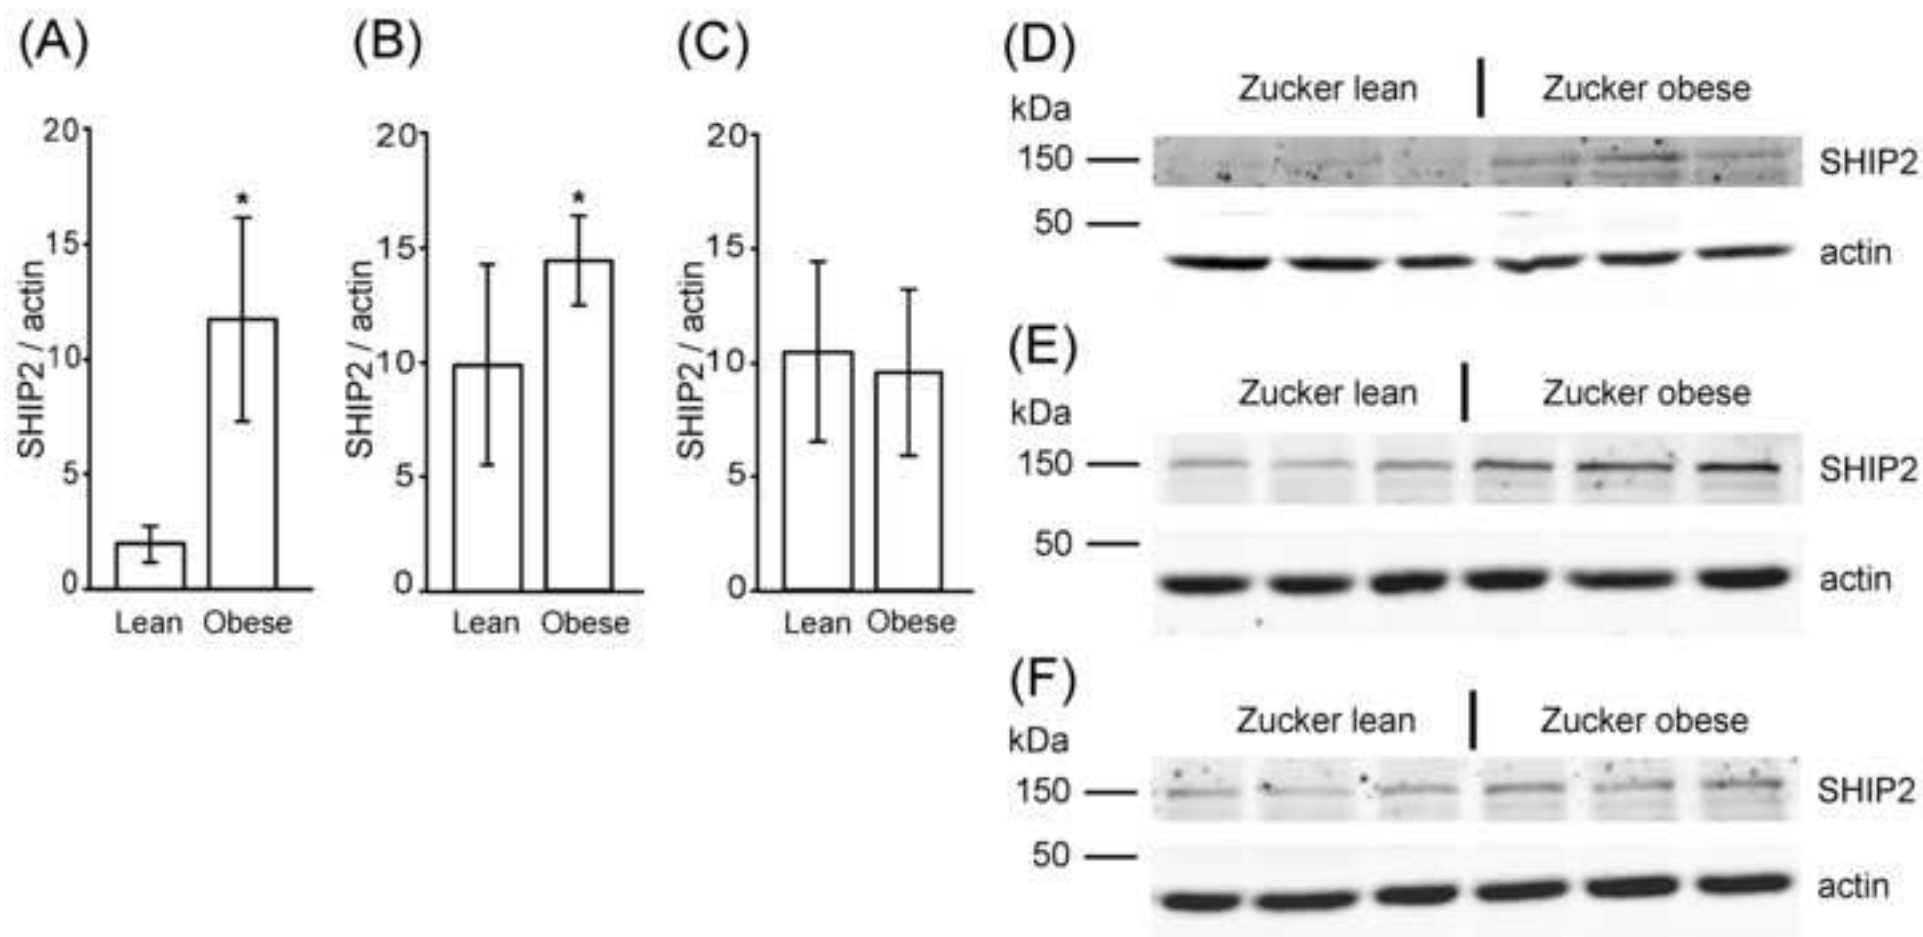 (A)
20
15
10
5
0
SHIP2 / actin
*
Lean Obese
(B)
20
15
10
5
0
SHIP2 / actin
*
Lean Obese
(C)
20
15
10
5
0
SHIP2 / actin
Lean Obese
(D)
Zucker lean | Zucker obese
kDa
150
SHIP2
50
actin
(E)
Zucker lean | Zucker obese
kDa
150
SHIP2
50
actin
(F)
Zucker lean | Zucker obese
kDa
150
SHIP2
50
actin